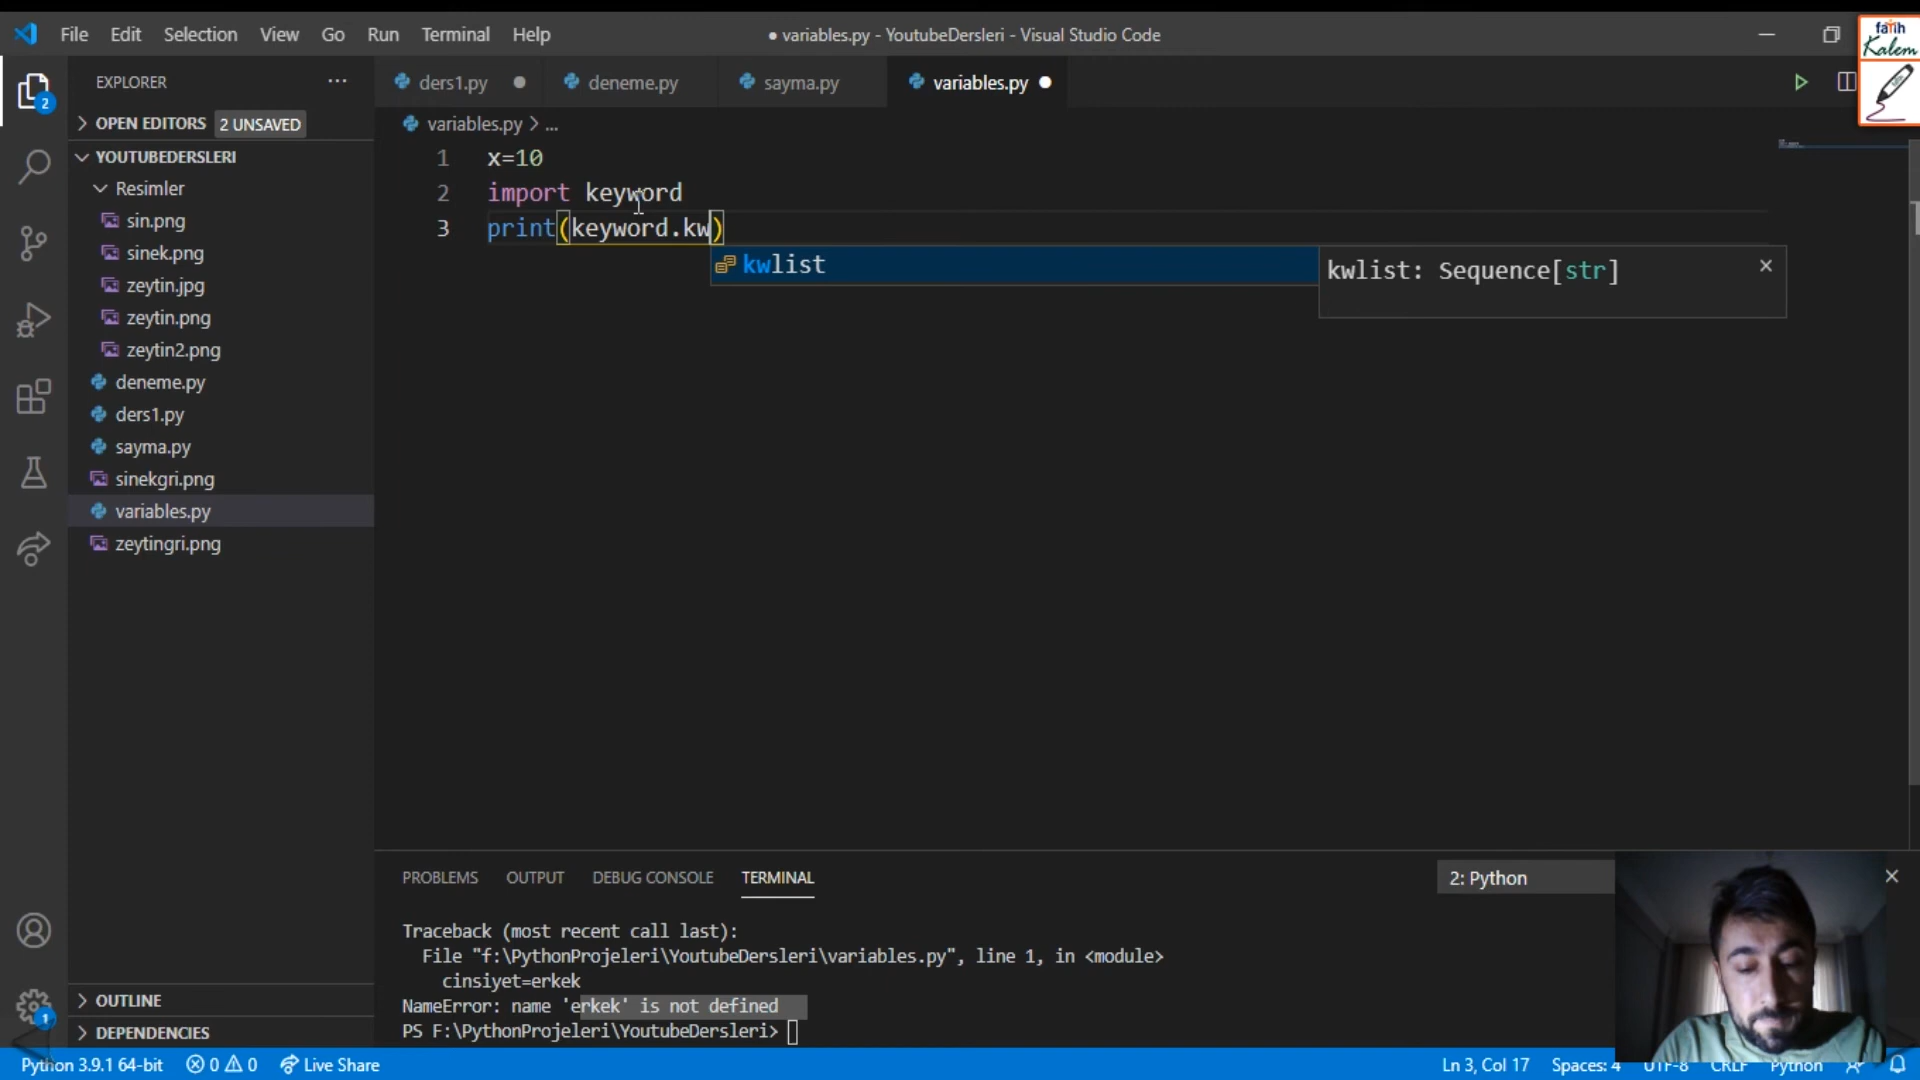 File Edit Selection View Go Run Terminal Help
● variables.py - YoutubeDersleri - Visual Studio Code
fatih
Kalem
EXPLORER
ders1.py
deneme.py
sayma.py
variables.py
2
OPEN EDITORS 2 UNSAVED
variables.py > ...
YOUTUBEDERSLERI
Resimler
sin.png
sinek.png
zeytin.jpg
zeytin.png
zeytin2.png
deneme.py
ders1.py
sayma.py
sinekgri.png
variables.py
zeytingri.png
1 x=10
2 import keyword
3 print(keyword.kw)
kwlist
kwlist: Sequence[str]
PROBLEMS OUTPUT DEBUG CONSOLE TERMINAL
2: Python
Traceback (most recent call last):
File "f:\PythonProjeleri\YoutubeDersleri\variables.py", line 1, in <module>
cinsiyet=erkek
NameError: name 'erkek' is not defined
PS F:\PythonProjeleri\YoutubeDersleri>
OUTLINE
1
DEPENDENCIES
Python 3.9.1 64-bit 0 0 Live Share
Ln 3, Col 17 Spaces: 4 UTF-8 CRLF Python